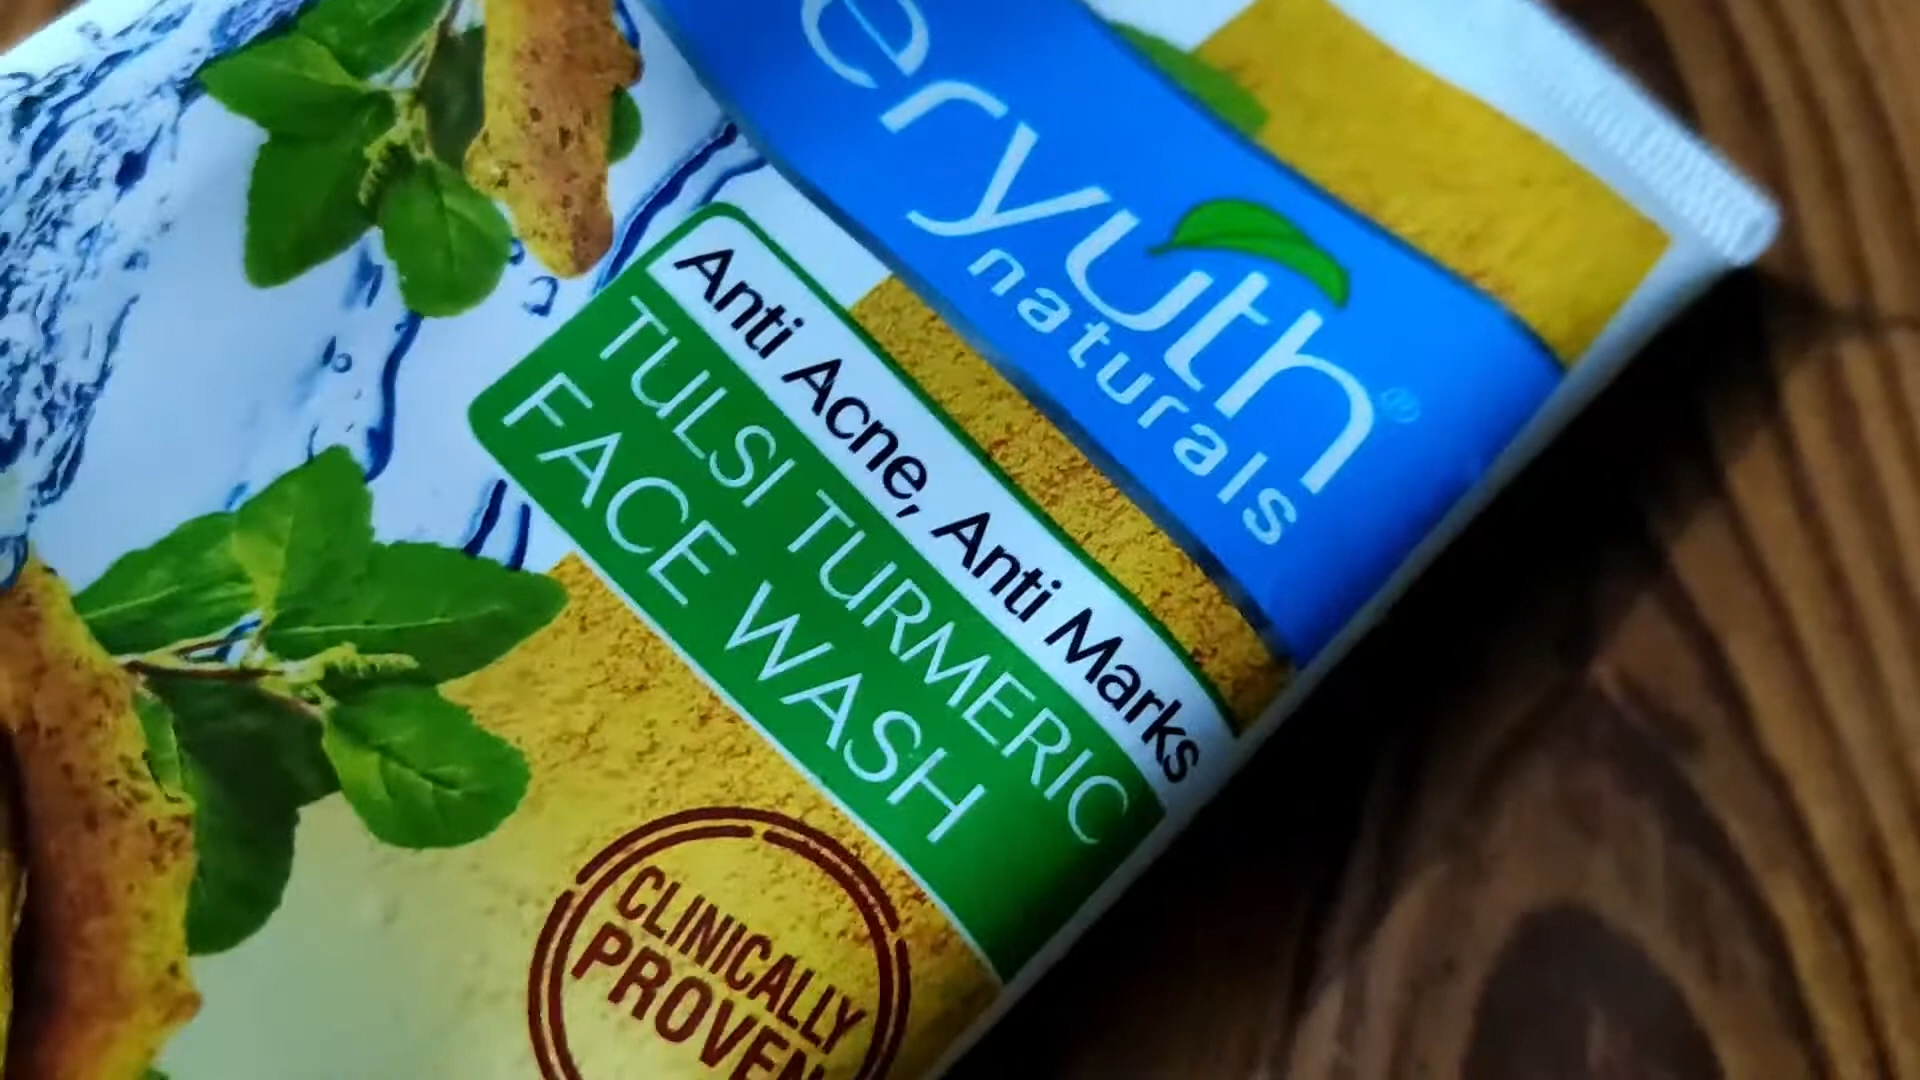 eryuth®
naturals
Anti Acne, Anti Marks
TULSI TURMERIC
FACE WASH
CLINICALLY
PROVEN